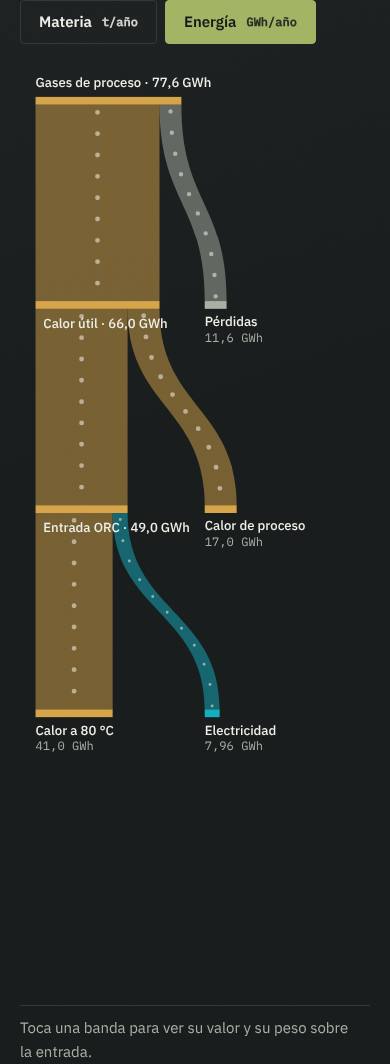 Materia t/año Energía GWh/año
Gases de proceso · 77,6 GWh
Calor útil · 66,0 GWh
Pérdidas
11,6 GWh
Entrada ORC · 49,0 GWh
Calor de proceso
17,0 GWh
Calor a 80 °C
41,0 GWh
Electricidad
7,96 GWh
Toca una banda para ver su valor y su peso sobre
la entrada.